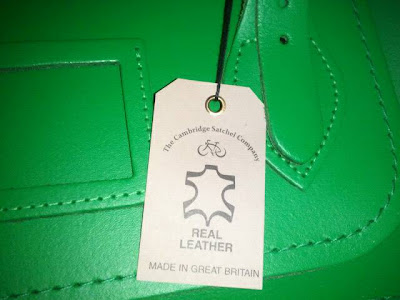 The Cambridge Satchel Company
REAL
LEATHER
MADE IN GREAT BRITAIN